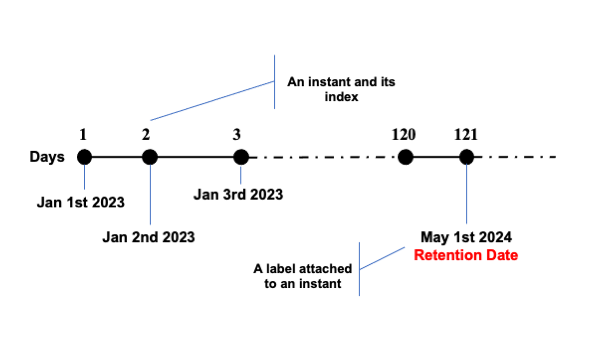 An instant and its
index
1 2 3 120 121
Days
Jan 1st 2023
Jan 2nd 2023
Jan 3rd 2023
May 1st 2024
Retention Date
A label attached
to an instant